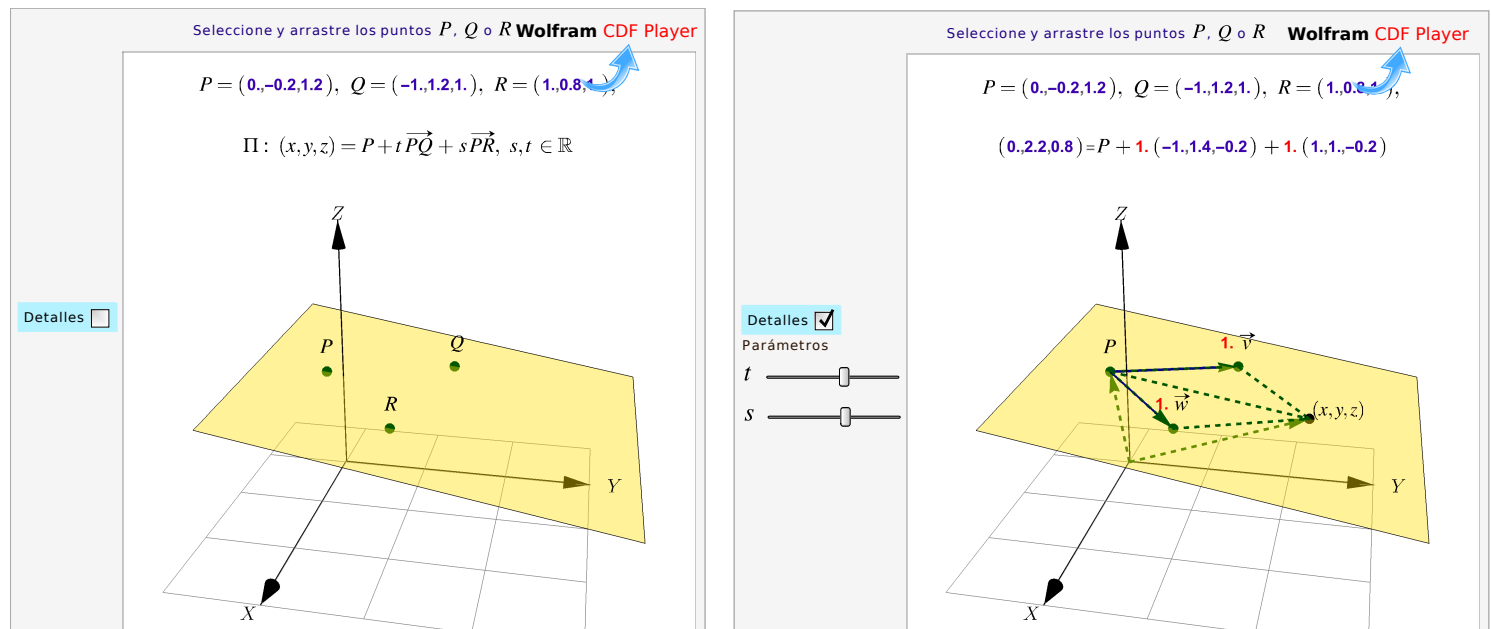 Seleccione y arrastre los puntos P, Q o R Wolfram CDF Player
P = (0.,−0.2,1.2), Q = (−1.,1.2,1.), R = (1.,0.8,
Π: (x,y,z) = P + t PQ⃗ + s PR⃗, s,t ∈ ℝ
Z
Detalles
P
Q
R
Y
X
Seleccione y arrastre los puntos P, Q o R Wolfram CDF Player
P = (0.,−0.2,1.2), Q = (−1.,1.2,1.), R = (1.,0.8,1.),
(0.,2.2,0.8)=P + 1. (−1.,1.4,−0.2) + 1. (1.,1.,−0.2)
Z
Detalles
Parámetros
t
s
P
1. v⃗
1. w⃗
(x,y,z)
Y
X